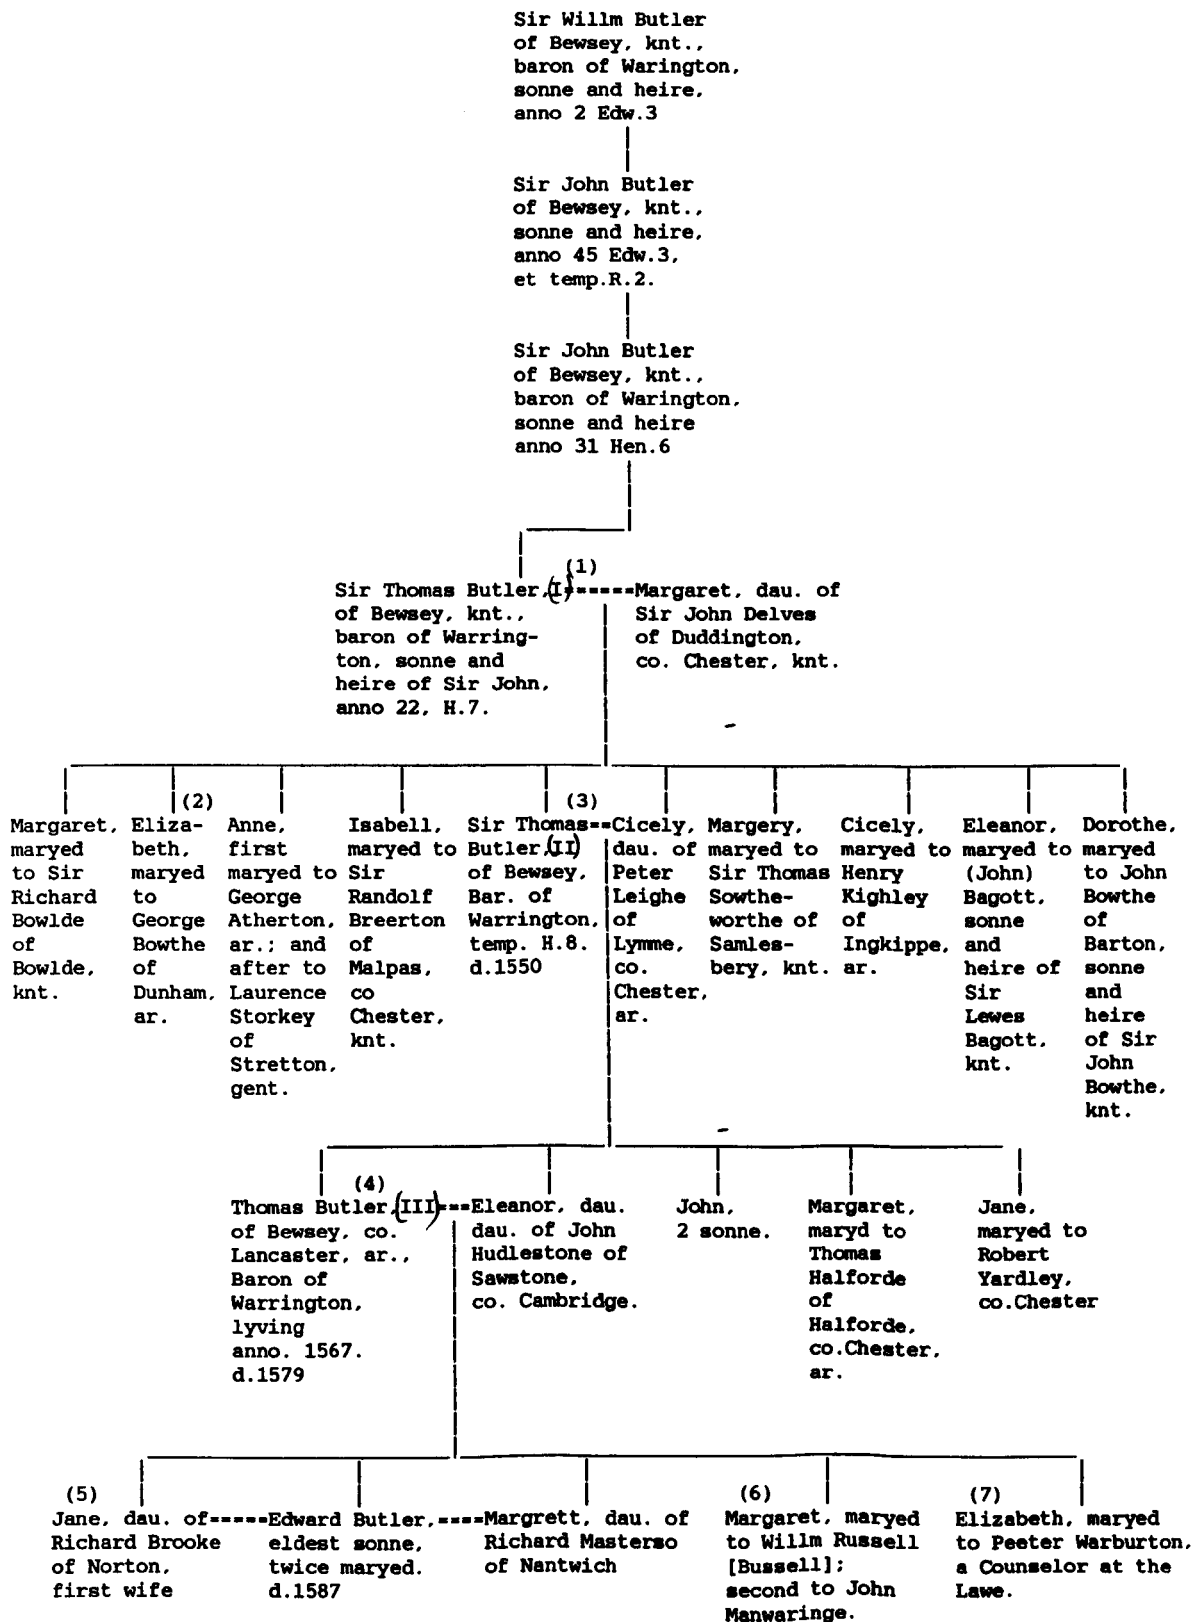 Sir Willm Butler
of Bewsey, knt.,
baron of Warington,
sonne and heire,
anno 2 Edw.3
Sir John Butler
of Bewsey, knt.,
sonne and heire,
anno 45 Edw.3,
et temp.R.2.
Sir John Butler
of Bewsey, knt.,
baron of Warington,
sonne and heire
anno 31 Hen.6
(1)
Sir Thomas Butler,(I)
of Bewsey, knt.,
baron of Warring-
ton, sonne and
heire of Sir John,
anno 22, H.7.
Margaret, dau. of
Sir John Delves
of Duddington,
co. Chester, knt.
Margaret,
maryed
to Sir
Richard
Bowlde
of
Bowlde,
knt.
(2)
Eliza-
beth,
maryed
to
George
Bowthe
of
Dunham,
ar.
Anne,
first
maryed to
George
Atherton,
ar.; and
after to
Laurence
Storkey
of
Stretton,
gent.
Isabell,
maryed to
Sir
Randolf
Breerton
of
Malpas,
co
Chester,
knt.
(3)
Sir Thomas
Butler,(II)
of Bewsey,
Bar. of
Warrington,
temp. H.8.
d.1550
Cicely,
dau. of
Peter
Leighe
of
Lymme,
co.
Chester,
ar.
Margery,
maryed to
Sir Thomas
Sowthe-
worthe of
Samles-
bery, knt.
Cicely,
maryed to
Henry
Kighley
of
Ingkippe,
ar.
Eleanor,
maryed to
(John)
Bagott,
sonne
and
heire of
Sir
Lewes
Bagott,
knt.
Dorothe,
maryed
to John
Bowthe
of
Barton,
sonne
and
heire
of Sir
John
Bowthe,
knt.
(4)
Thomas Butler,(III)
of Bewsey, co.
Lancaster, ar.,
Baron of
Warrington,
lyving
anno. 1567.
d.1579
Eleanor, dau.
dau. of John
Hudlestone of
Sawstone,
co. Cambridge.
John,
2 sonne.
Margaret,
maryd to
Thomas
Halforde
of
Halforde,
co.Chester,
ar.
Jane,
maryed to
Robert
Yardley,
co.Chester
(5)
Jane, dau. of
Richard Brooke
of Norton,
first wife
Edward Butler,
eldest sonne,
twice maryed.
d.1587
Margrett, dau. of
Richard Masterso
of Nantwich
(6)
Margaret, maryed
to Willm Russell
[Bussell];
second to John
Manwaringe.
(7)
Elizabeth, maryed
to Peeter Warburton,
a Counselor at the
Lawe.